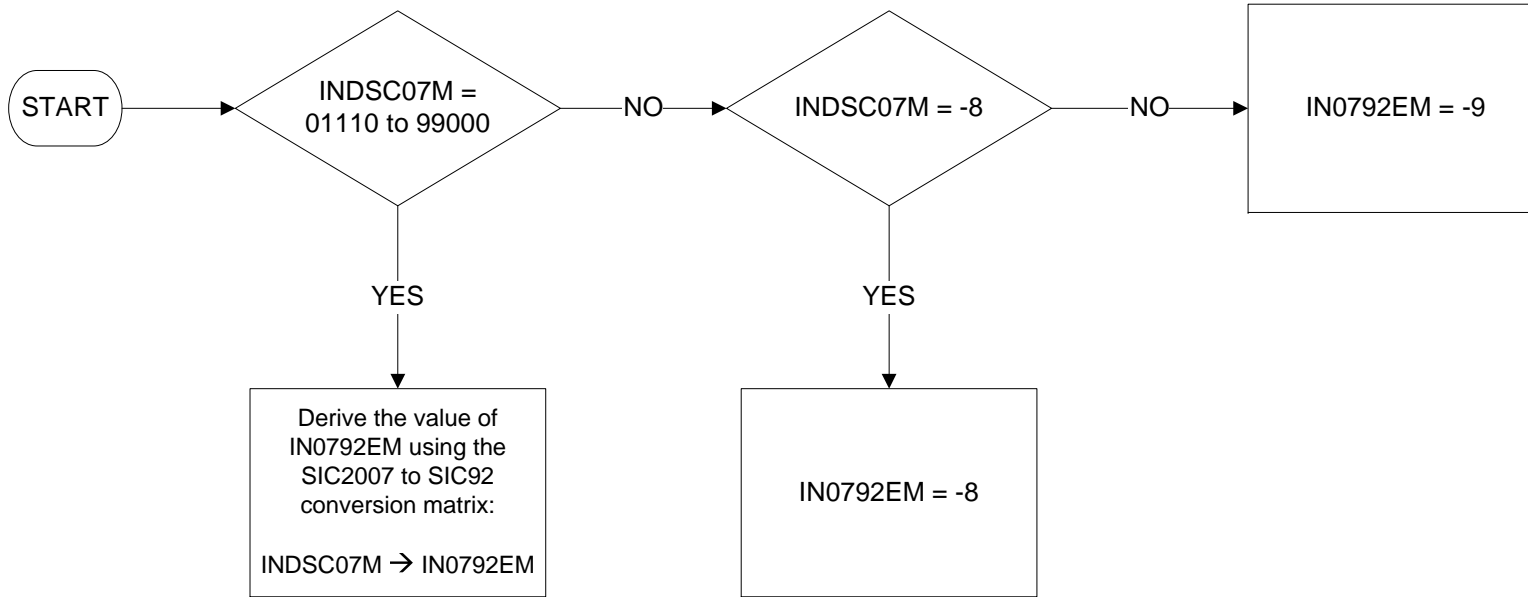 START
INDSC07M =
01110 to 99000
NO
INDSC07M = -8
NO
IN0792EM = -9
YES
YES
Derive the value of
IN0792EM using the
SIC2007 to SIC92
conversion matrix:
INDSC07M → IN0792EM
IN0792EM = -8